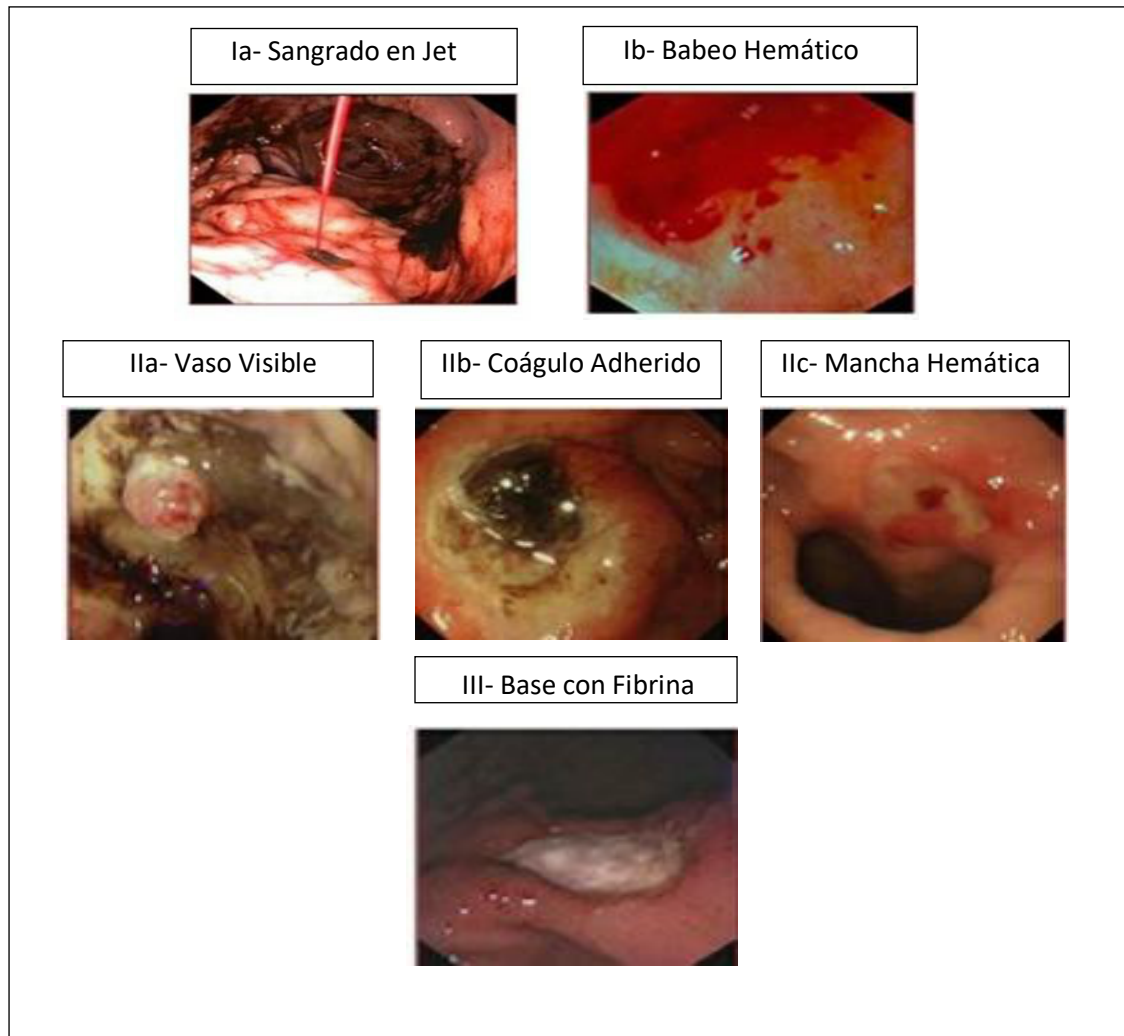 Ia- Sangrado en Jet
Ib- Babeo Hemático
IIa- Vaso Visible
IIb- Coágulo Adherido
IIc- Mancha Hemática
III- Base con Fibrina